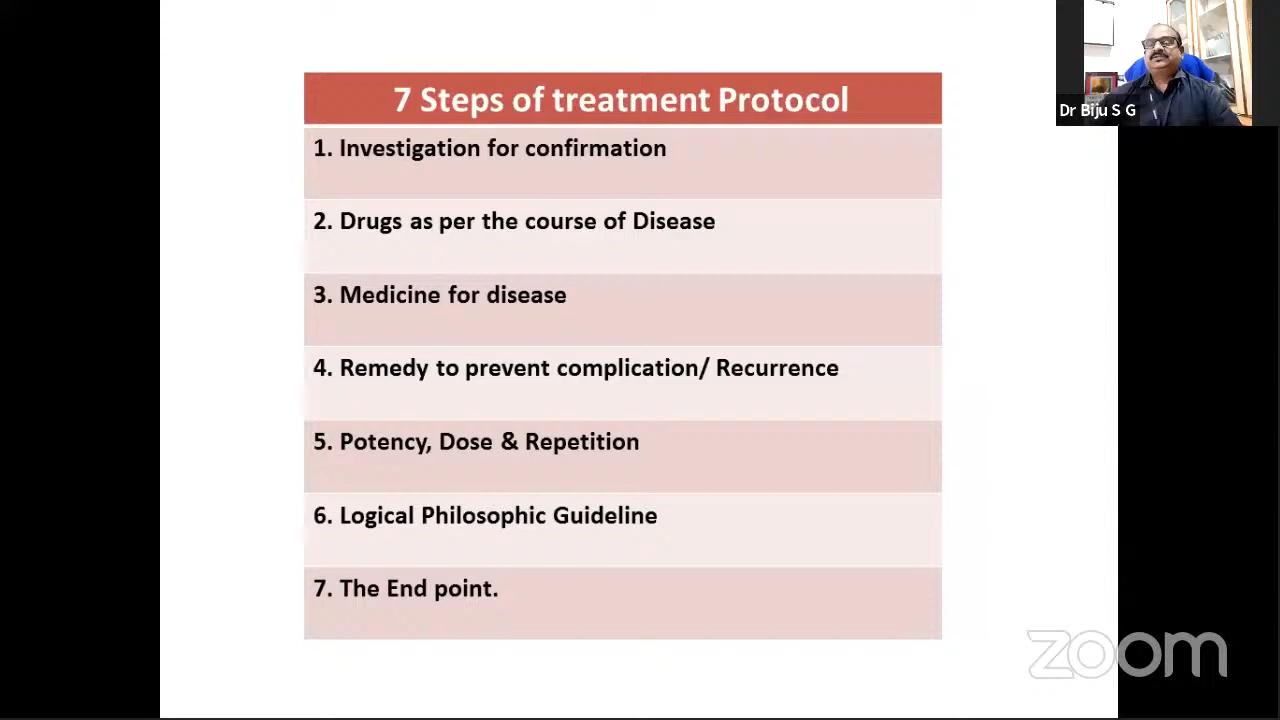 7 Steps of treatment Protocol
1. Investigation for confirmation
2. Drugs as per the course of Disease
3. Medicine for disease
4. Remedy to prevent complication/ Recurrence
5. Potency, Dose & Repetition
6. Logical Philosophic Guideline
7. The End point.
Dr Biju S G
zoom